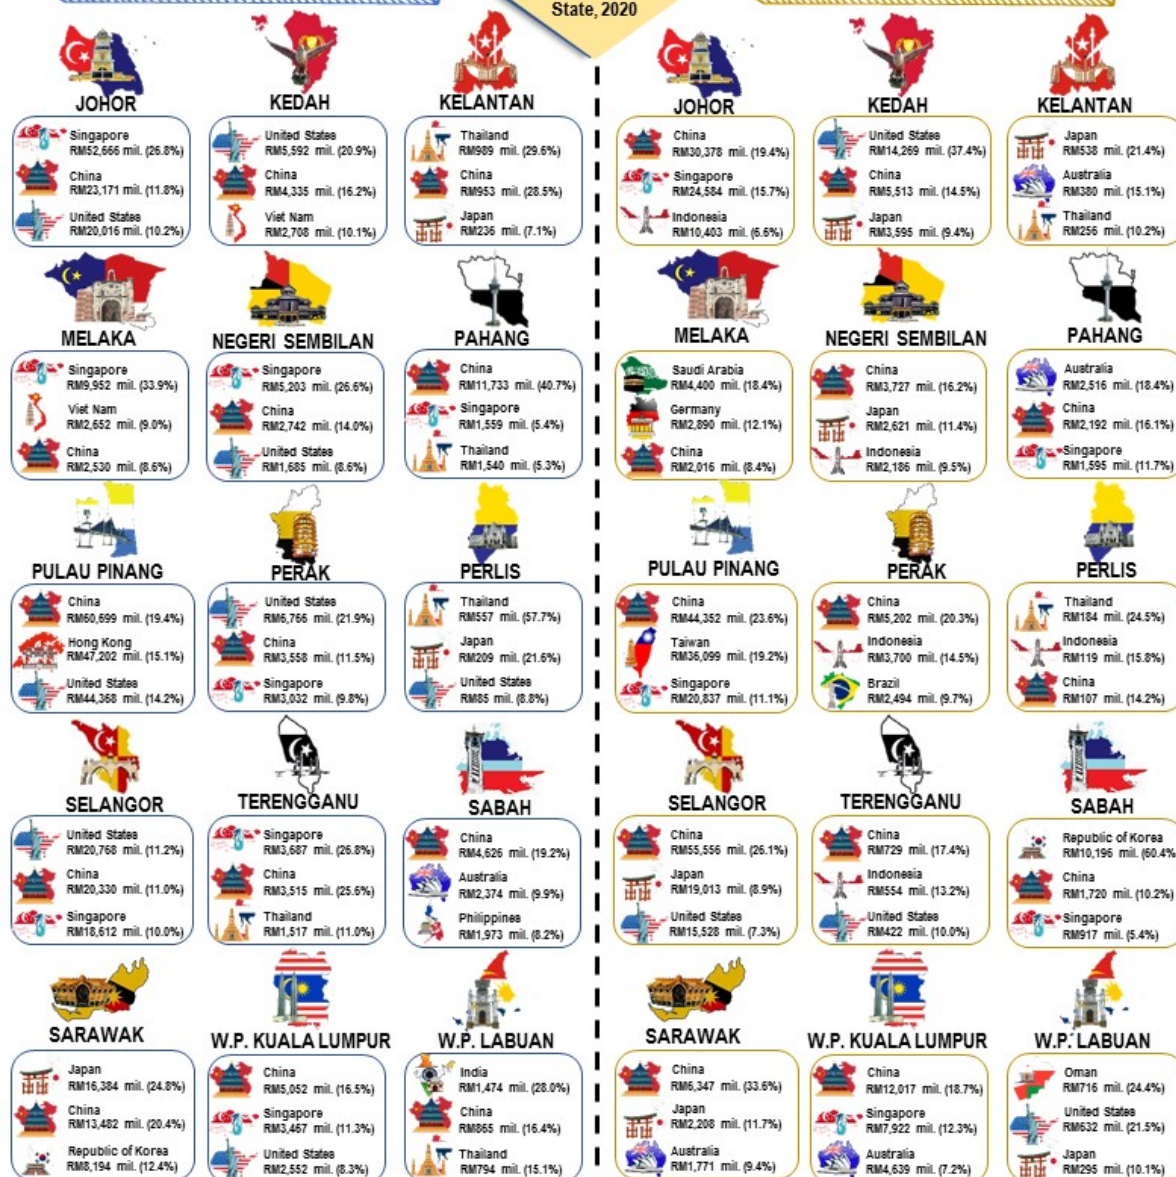 State, 2020
JOHOR
Singapore
RM52,666 mil. (26.8%)
China
RM23,171 mil. (11.8%)
United States
RM20,016 mil. (10.2%)
KEDAH
United States
RM5,592 mil. (20.9%)
China
RM4,335 mil. (16.2%)
Viet Nam
RM2,708 mil. (10.1%)
KELANTAN
Thailand
RM989 mil. (29.6%)
China
RM953 mil. (28.5%)
Japan
RM236 mil. (7.1%)
MELAKA
Singapore
RM9,952 mil. (33.9%)
Viet Nam
RM2,652 mil. (9.0%)
China
RM2,530 mil. (8.6%)
NEGERI SEMBILAN
Singapore
RM5,203 mil. (26.6%)
China
RM2,742 mil. (14.0%)
United States
RM1,685 mil. (8.6%)
PAHANG
China
RM11,733 mil. (40.7%)
Singapore
RM1,559 mil. (5.4%)
Thailand
RM1,540 mil. (5.3%)
PULAU PINANG
China
RM60,699 mil. (19.4%)
Hong Kong
RM47,202 mil. (15.1%)
United States
RM44,368 mil. (14.2%)
PERAK
United States
RM6,766 mil. (21.9%)
China
RM3,558 mil. (11.5%)
Singapore
RM3,032 mil. (9.8%)
PERLIS
Thailand
RM557 mil. (57.7%)
Japan
RM209 mil. (21.6%)
United States
RM85 mil. (8.8%)
SELANGOR
United States
RM20,768 mil. (11.2%)
China
RM20,330 mil. (11.0%)
Singapore
RM18,612 mil. (10.0%)
TERENGGANU
Singapore
RM3,687 mil. (26.8%)
China
RM3,515 mil. (25.6%)
Thailand
RM1,517 mil. (11.0%)
SABAH
China
RM4,626 mil. (19.2%)
Australia
RM2,374 mil. (9.9%)
Philippines
RM1,973 mil. (8.2%)
SARAWAK
Japan
RM16,384 mil. (24.8%)
China
RM13,482 mil. (20.4%)
Republic of Korea
RM8,194 mil. (12.4%)
W.P. KUALA LUMPUR
China
RM5,052 mil. (16.5%)
Singapore
RM3,467 mil. (11.3%)
United States
RM2,552 mil. (8.3%)
W.P. LABUAN
India
RM1,474 mil. (28.0%)
China
RM865 mil. (16.4%)
Thailand
RM794 mil. (15.1%)
JOHOR
China
RM30,378 mil. (19.4%)
Singapore
RM24,584 mil. (15.7%)
Indonesia
RM10,403 mil. (6.6%)
KEDAH
United States
RM14,269 mil. (37.4%)
China
RM5,513 mil. (14.5%)
Japan
RM3,595 mil. (9.4%)
KELANTAN
Japan
RM538 mil. (21.4%)
Australia
RM380 mil. (15.1%)
Thailand
RM256 mil. (10.2%)
MELAKA
Saudi Arabia
RM4,400 mil. (18.4%)
Germany
RM2,890 mil. (12.1%)
China
RM2,016 mil. (8.4%)
NEGERI SEMBILAN
China
RM3,727 mil. (16.2%)
Japan
RM2,621 mil. (11.4%)
Indonesia
RM2,186 mil. (9.5%)
PAHANG
Australia
RM2,516 mil. (18.4%)
China
RM2,192 mil. (16.1%)
Singapore
RM1,595 mil. (11.7%)
PULAU PINANG
China
RM44,352 mil. (23.6%)
Taiwan
RM36,099 mil. (19.2%)
Singapore
RM20,837 mil. (11.1%)
PERAK
China
RM5,202 mil. (20.3%)
Indonesia
RM3,700 mil. (14.5%)
Brazil
RM2,494 mil. (9.7%)
PERLIS
Thailand
RM184 mil. (24.5%)
Indonesia
RM119 mil. (15.8%)
China
RM107 mil. (14.2%)
SELANGOR
China
RM55,556 mil. (26.1%)
Japan
RM19,013 mil. (8.9%)
United States
RM15,528 mil. (7.3%)
TERENGGANU
China
RM729 mil. (17.4%)
Indonesia
RM554 mil. (13.2%)
United States
RM422 mil. (10.0%)
SABAH
Republic of Korea
RM10,196 mil. (60.4%
China
RM1,720 mil. (10.2%)
Singapore
RM917 mil. (5.4%)
SARAWAK
China
RM6,347 mil. (33.6%)
Japan
RM2,208 mil. (11.7%)
Australia
RM1,771 mil. (9.4%)
W.P. KUALA LUMPUR
China
RM12,017 mil. (18.7%)
Singapore
RM7,922 mil. (12.3%)
Australia
RM4,639 mil. (7.2%)
W.P. LABUAN
Oman
RM716 mil. (24.4%)
United States
RM632 mil. (21.5%)
Japan
RM295 mil. (10.1%)